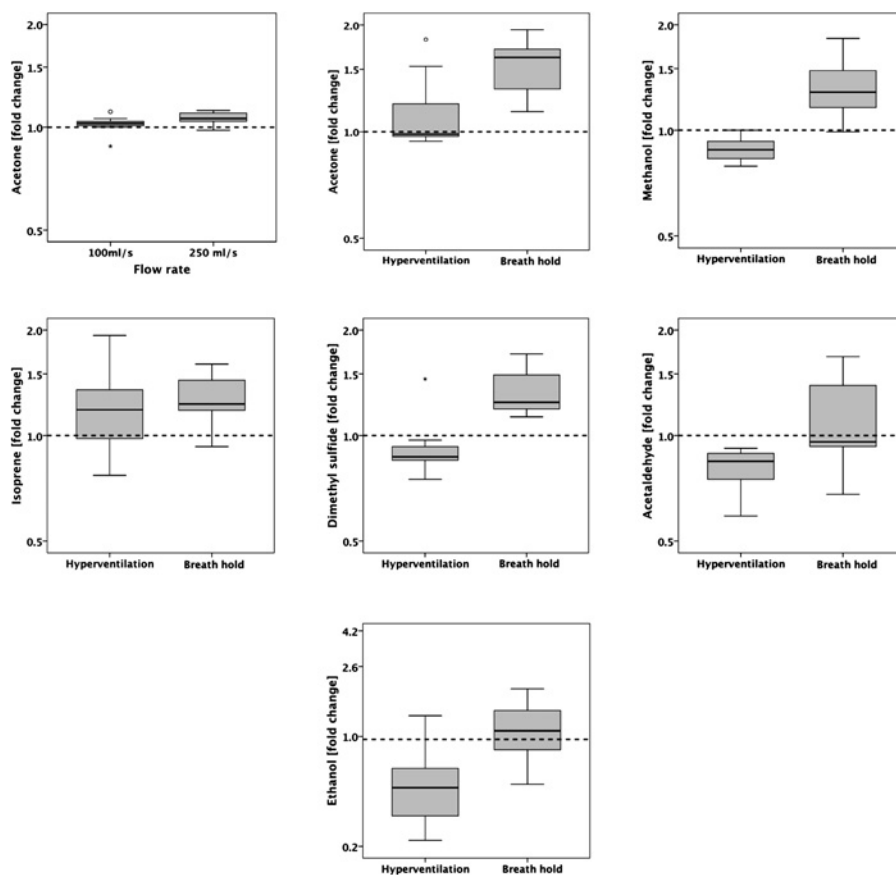 2.0
1.5
1.0
0.5
Acetone [fold change]
100ml/s
250 ml/s
Flow rate
2.0
1.5
1.0
0.5
Acetone [fold change]
Hyperventilation
Breath hold
2.0
1.5
1.0
0.5
Methanol [fold change]
Hyperventilation
Breath hold
2.0
1.5
1.0
0.5
Isoprene [fold change]
Hyperventilation
Breath hold
2.0
1.5
1.0
0.5
Dimethyl sulfide [fold change]
Hyperventilation
Breath hold
2.0
1.5
1.0
0.5
Acetaldehyde [fold change]
Hyperventilation
Breath hold
4.2
2.6
1.0
0.2
Ethanol [fold change]
Hyperventilation
Breath hold